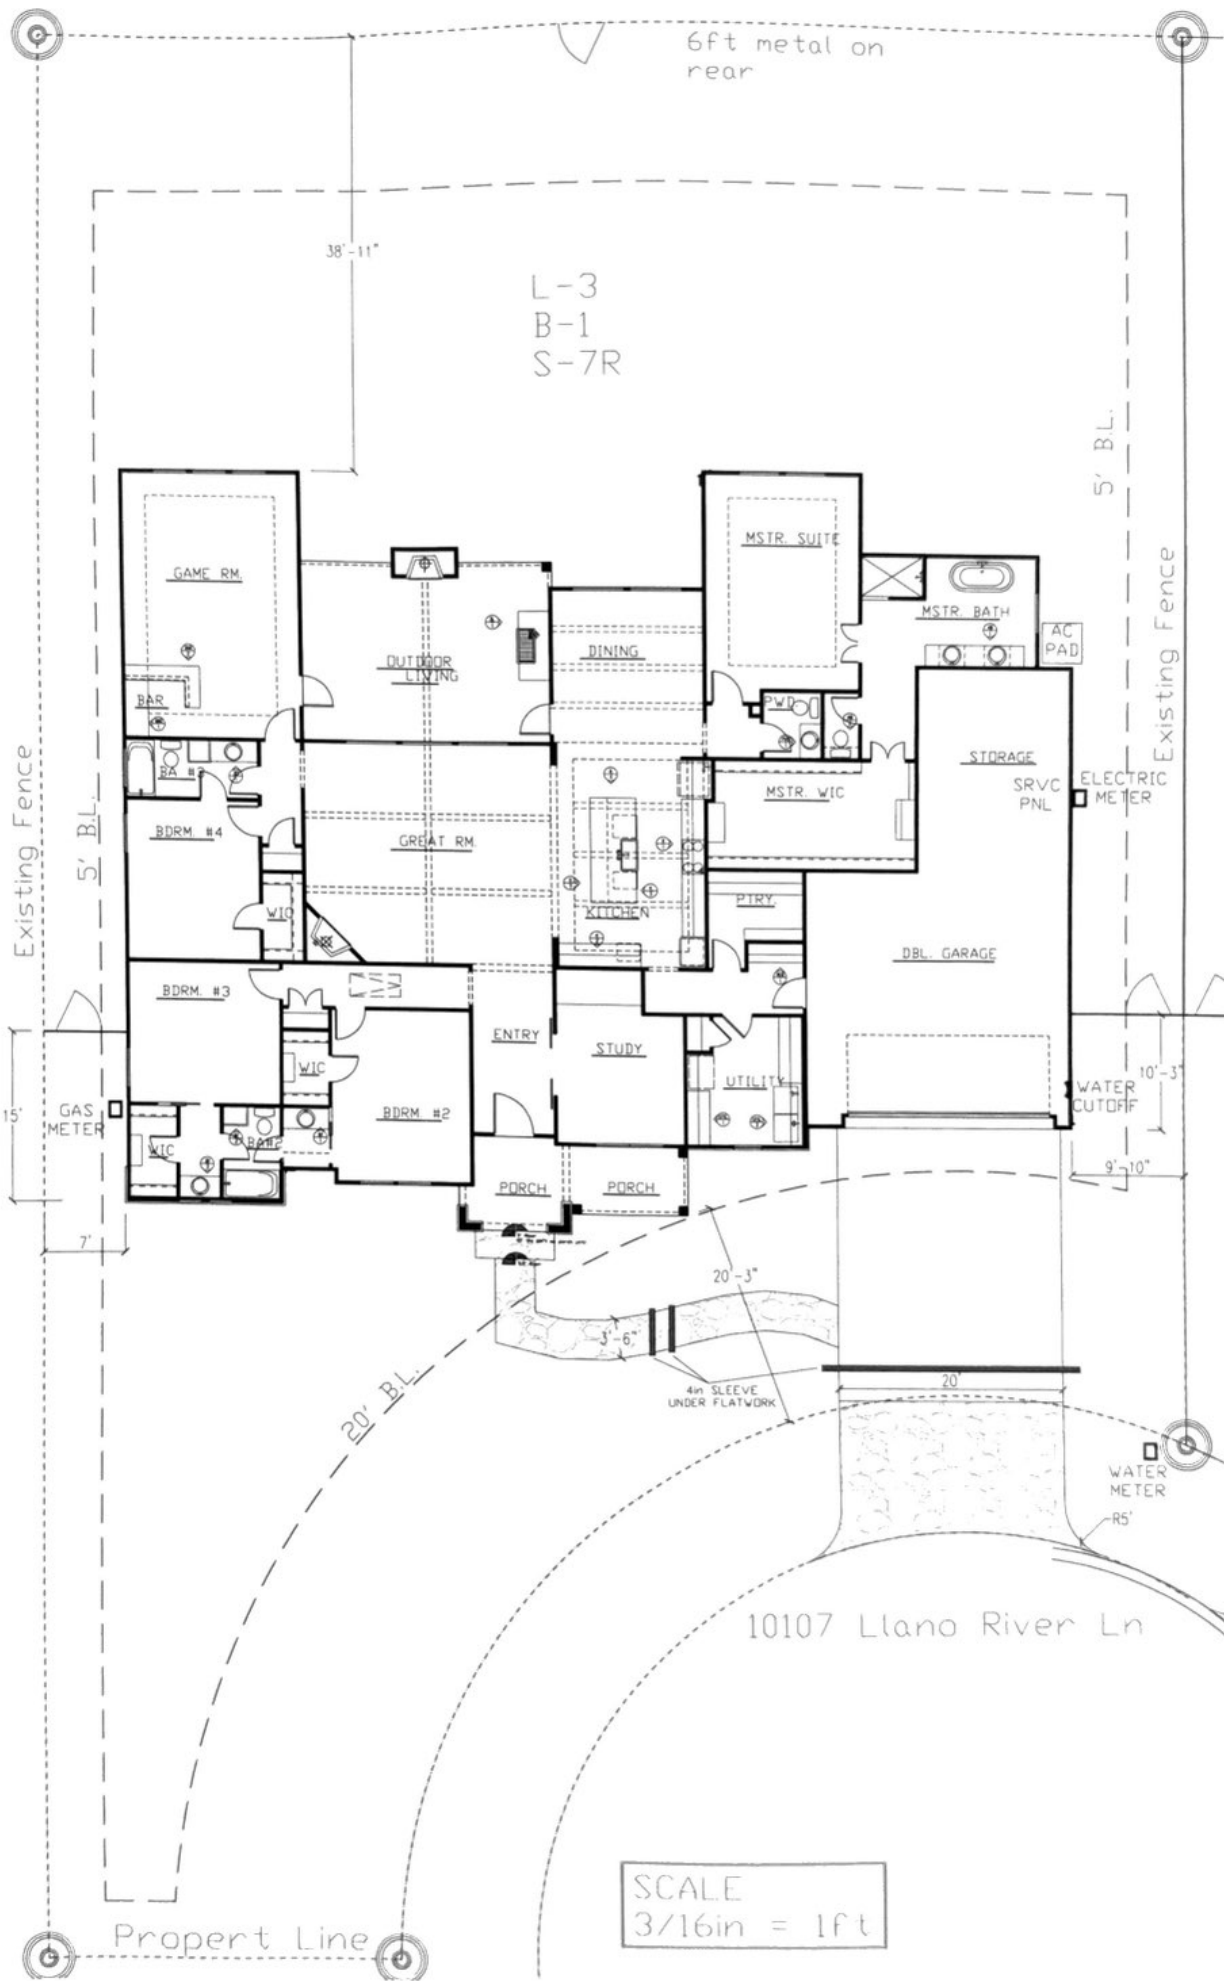 6ft metal on
rear
38'-11"
L-3
B-1
S-7R
5' B.L.
Existing Fence
MSTR. SUITE
GAME RM.
MSTR. BATH
AC
PAD
OUTDOOR
LIVING
DINING
BAR
PWD
STORAGE
BA #3
SRVC
PNL
ELECTRIC
METER
MSTR. WIC
Existing Fence
5' B.L.
BDRM. #4
GREAT RM.
WIC
KITCHEN
PTRY.
DBL. GARAGE
BDRM. #3
ENTRY
STUDY
WIC
UTILITY
10'-3"
WATER
CUTOFF
15'
GAS
METER
BDRM. #2
WIC
BA#2
9'-10"
PORCH
PORCH
7'
20'-3"
3'-6"
20'
4in SLEEVE
UNDER FLATWORK
20' B.L.
WATER
METER
R5'
10107 Llano River Ln
SCALE
3/16in = 1ft
Propert Line